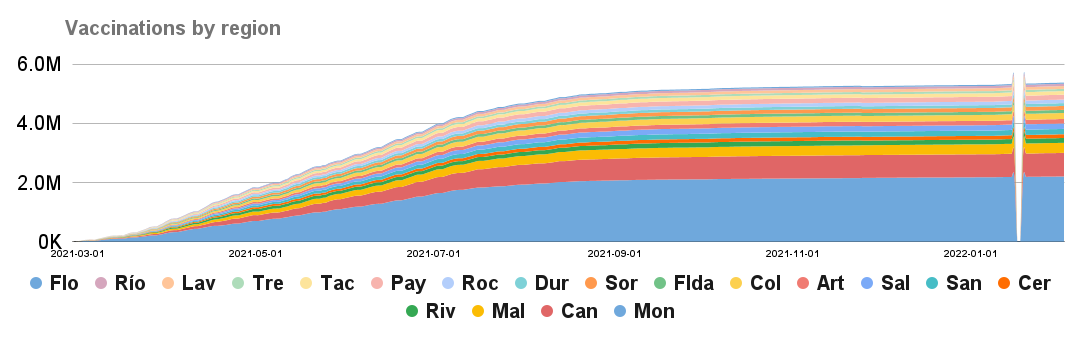 Vaccinations by region
6.0M
4.0M
2.0M
0K
2021-03-01 2021-05-01 2021-07-01 2021-09-01 2021-11-01 2022-01-01
Flo Río Lav Tre Tac Pay Roc Dur Sor Flda Col Art Sal San Cer
Riv Mal Can Mon